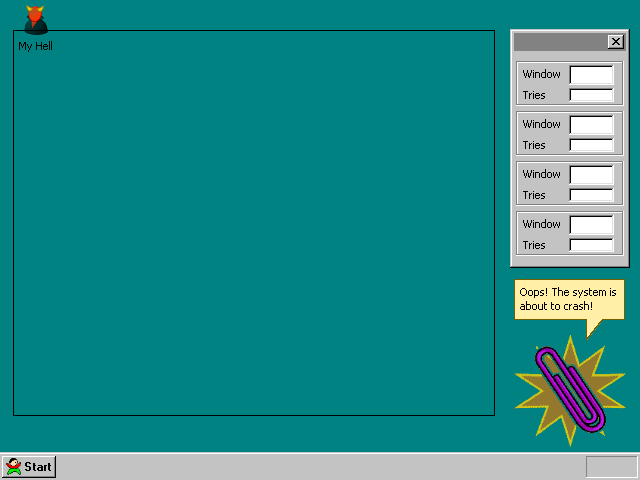 My Hell
Window
Tries
Window
Tries
Window
Tries
Window
Tries
Oops! The system is
about to crash!
Start